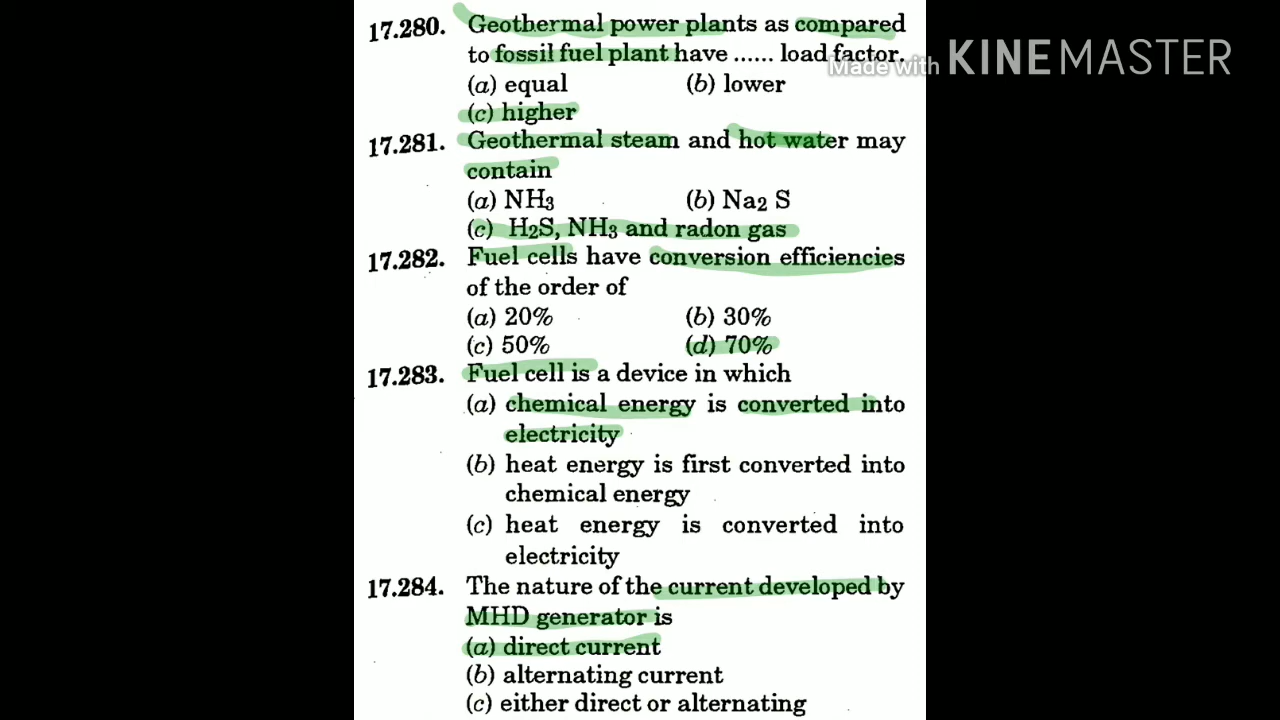 17.280. Geothermal power plants as compared
to fossil fuel plant have ...... load factor.
Made with KINEMASTER
(a) equal (b) lower
(c) higher
17.281. Geothermal steam and hot water may
contain
(a) NH3 (b) Na2 S
(c) H2S, NH3 and radon gas
17.282. Fuel cells have conversion efficiencies
of the order of
(a) 20% (b) 30%
(c) 50% (d) 70%
17.283. Fuel cell is a device in which
(a) chemical energy is converted into
electricity
(b) heat energy is first converted into
chemical energy
(c) heat energy is converted into
electricity
17.284. The nature of the current developed by
MHD generator is
(a) direct current
(b) alternating current
(c) either direct or alternating